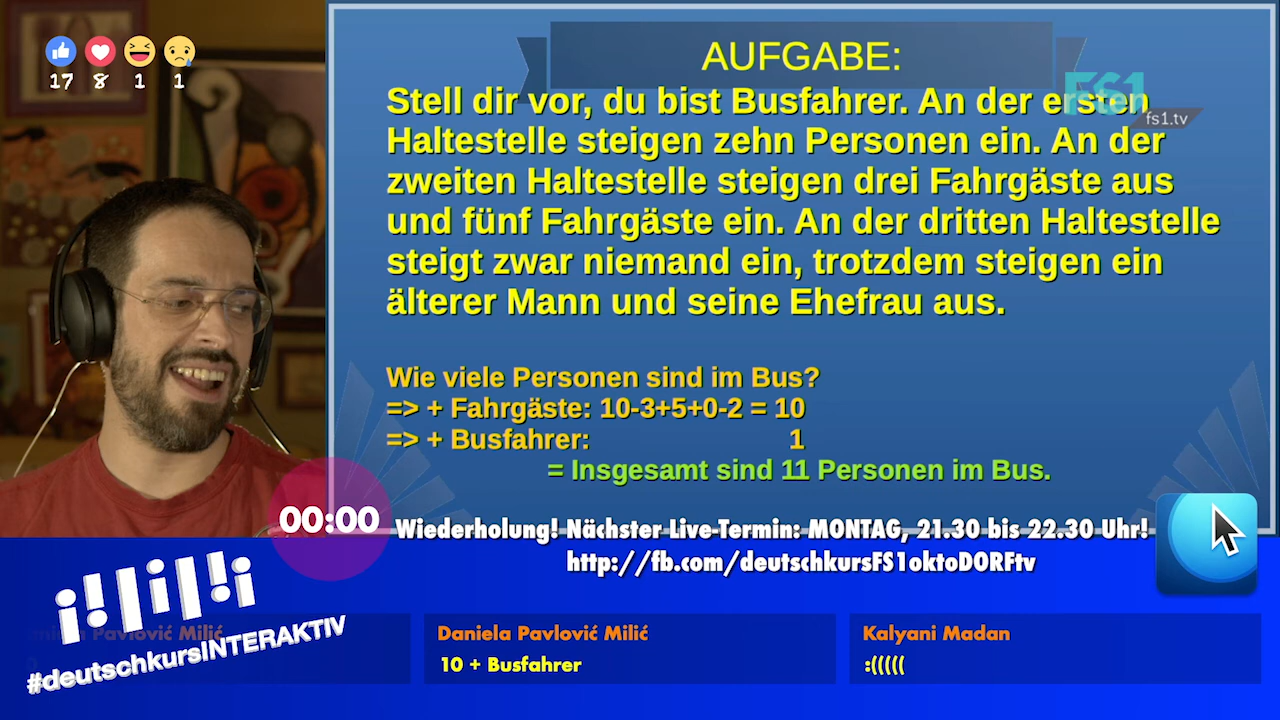 17 8 1 1
AUFGABE:
Stell dir vor, du bist Busfahrer. An der ersten
Haltestelle steigen zehn Personen ein. An der
zweiten Haltestelle steigen drei Fahrgäste aus
und fünf Fahrgäste ein. An der dritten Haltestelle
steigt zwar niemand ein, trotzdem steigen ein
älterer Mann und seine Ehefrau aus.
FS1
fs1.tv
Wie viele Personen sind im Bus?
=> + Fahrgäste: 10-3+5+0-2 = 10
=> + Busfahrer: 1
= Insgesamt sind 11 Personen im Bus.
00:00
Wiederholung! Nächster Live-Termin: MONTAG, 21.30 bis 22.30 Uhr!
http://fb.com/deutschkursFS1oktoDORFtv
i!lil!i
#deutschkursINTERAKTIV
Pavlović Milić
Daniela Pavlović Milić
10 + Busfahrer
Kalyani Madan
:(((((